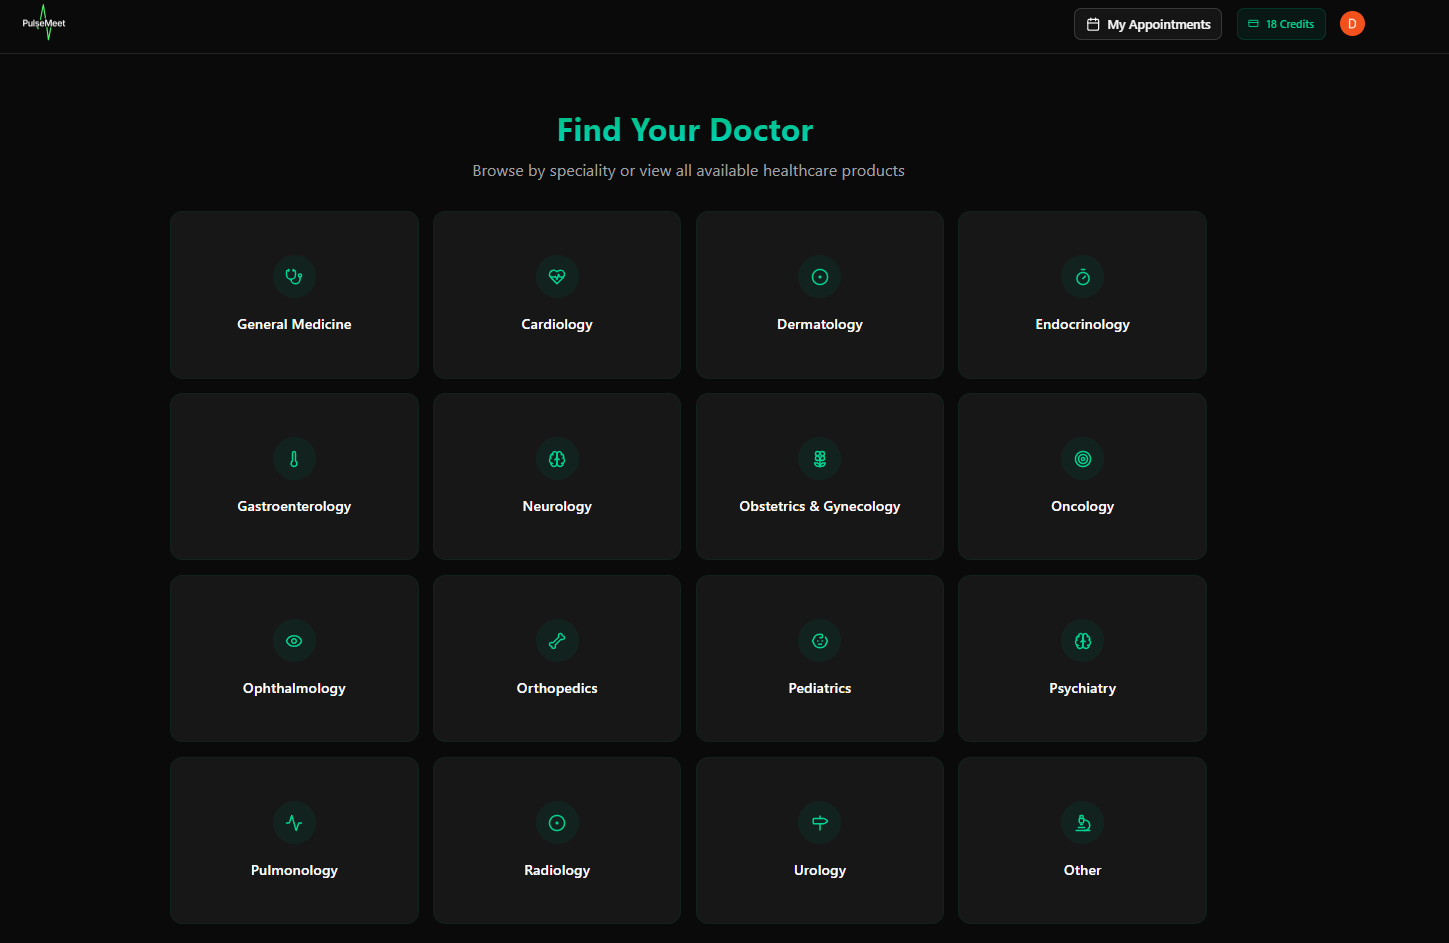 PulseMeet
My Appointments
18 Credits
D
Find Your Doctor
Browse by speciality or view all available healthcare products
General Medicine
Cardiology
Dermatology
Endocrinology
Gastroenterology
Neurology
Obstetrics & Gynecology
Oncology
Ophthalmology
Orthopedics
Pediatrics
Psychiatry
Pulmonology
Radiology
Urology
Other